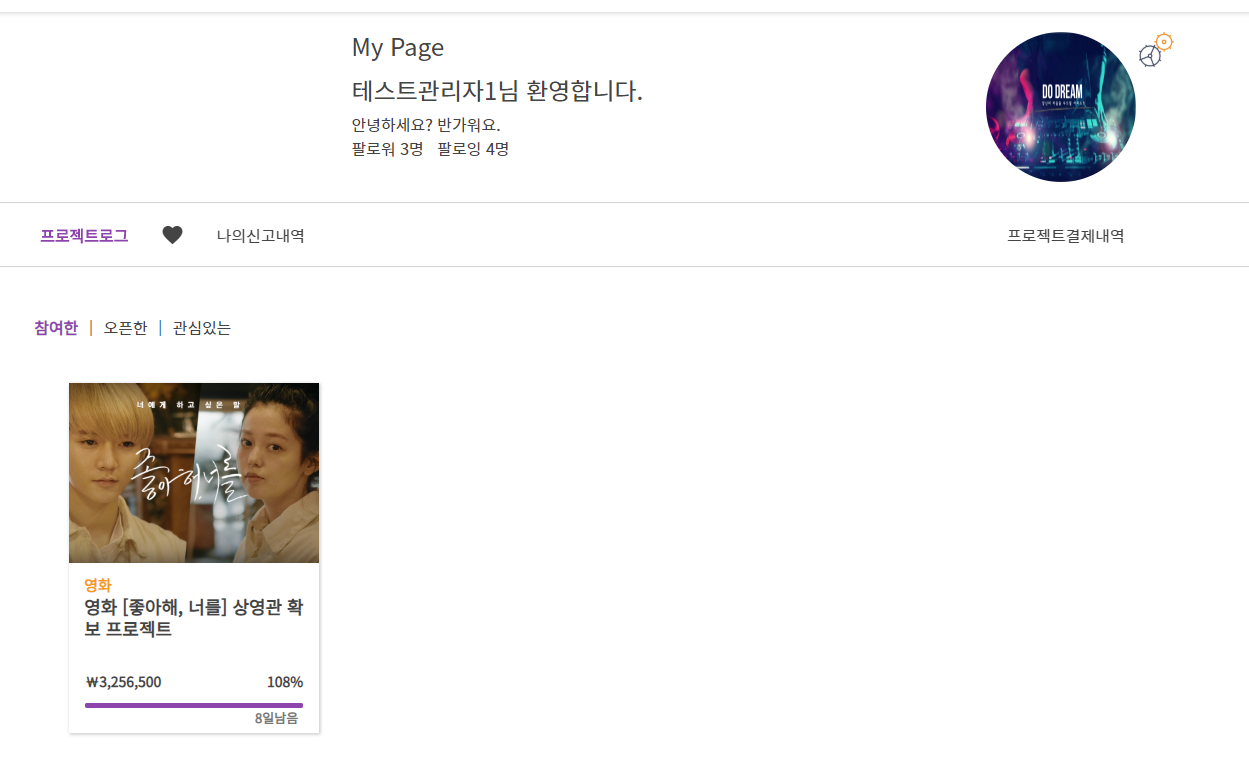 My Page
테스트관리자1님 환영합니다.
안녕하세요? 반가워요.
팔로워 3명 팔로잉 4명
DO DREAM
프로젝트로그 나의신고내역 프로젝트결제내역
참여한 | 오픈한 | 관심있는
너에게 하고 싶은 말
좋아해, 너를
영화
영화 [좋아해, 너를] 상영관 확
보 프로젝트
₩3,256,500 108%
8일남음